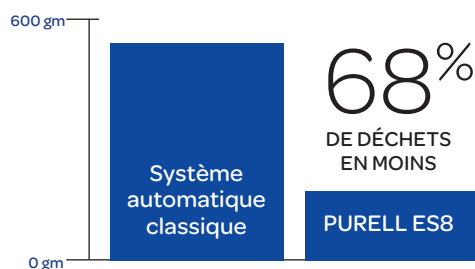 600 gm
68%
DE DÉCHETS
EN MOINS
Système
automatique
classique
PURELL ES8
0 gm